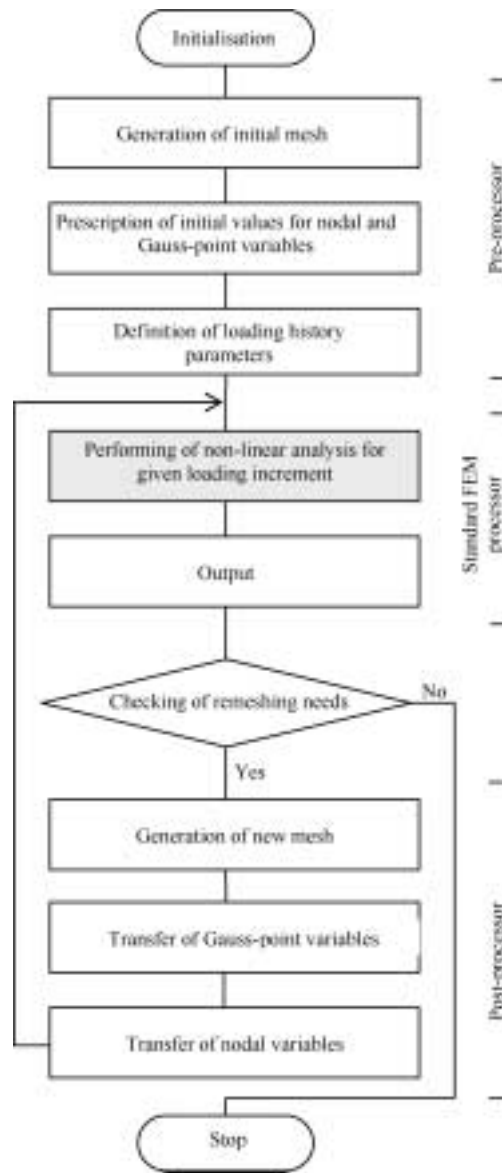 Initialisation
Generation of initial mesh
Prescription of initial values for nodal and
Gauss-point variables
Definition of loading history
parameters
Pre-processor
Performing of non-linear analysis for
given loading increment
Output
Standard FEM
processor
Checking of remeshing needs
No
Yes
Generation of new mesh
Transfer of Gauss-point variables
Transfer of nodal variables
Post-processor
Stop